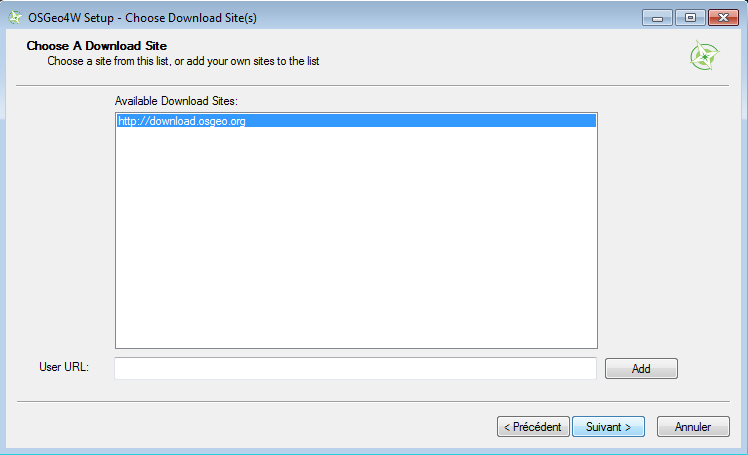 OSGeo4W Setup - Choose Download Site(s)
Choose A Download Site
Choose a site from this list, or add your own sites to the list
Available Download Sites:
http://download.osgeo.org
User URL:
Add
< Précédent
Suivant >
Annuler